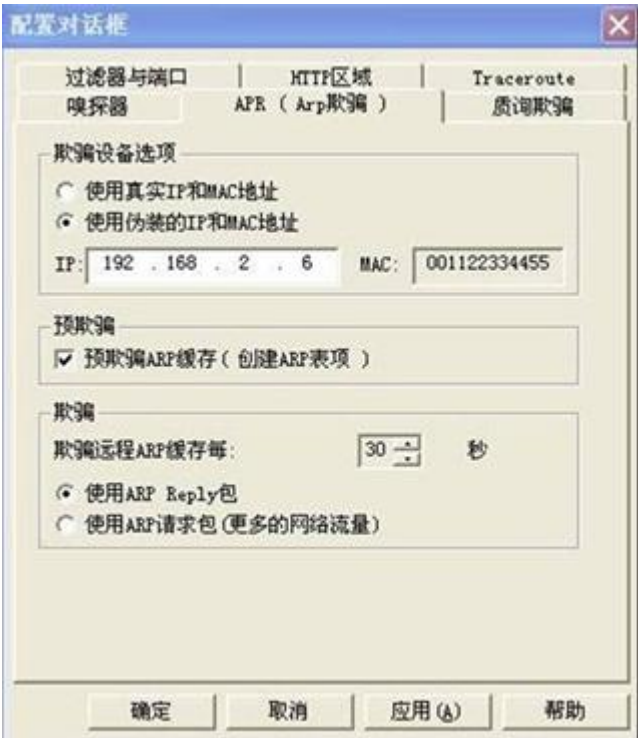 配置对话框
过滤器与端口 HTTP区域 Traceroute
嗅探器 APR ( Arp欺骗 ) 质询欺骗
欺骗设备选项
使用真实IP和MAC地址
使用伪装的IP和MAC地址
IP: 192 . 168 . 2 . 6 MAC: 001122334455
预欺骗
预欺骗ARP缓存( 创建ARP表项 )
欺骗
欺骗远程ARP缓存每: 30 秒
使用ARP Reply包
使用ARP请求包(更多的网络流量)
确定 取消 应用(A) 帮助